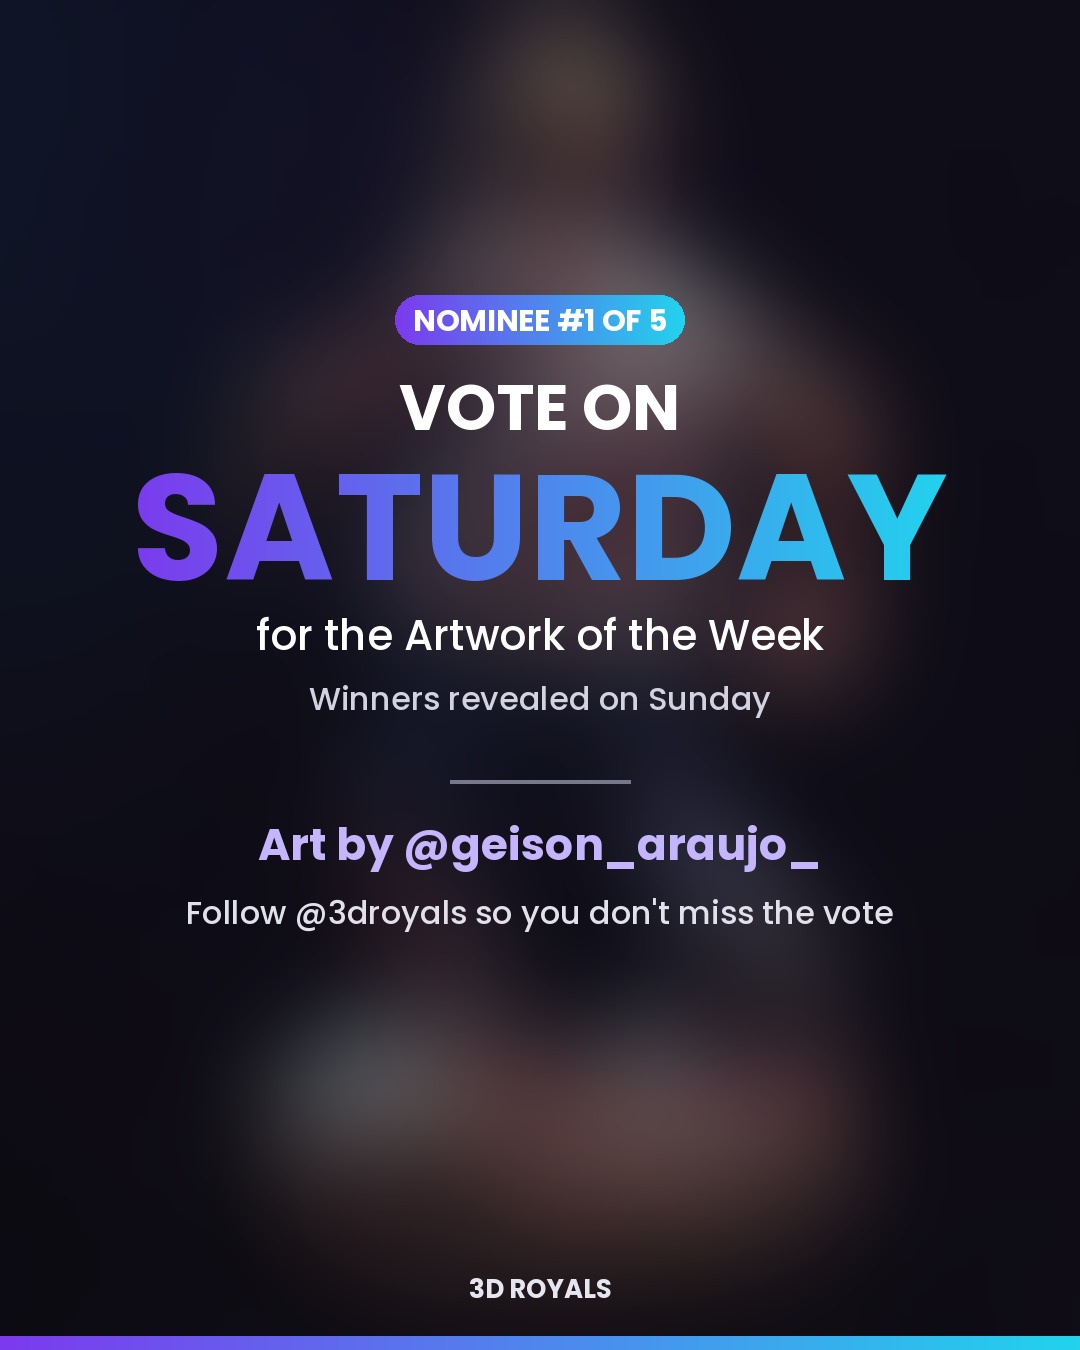 NOMINEE #1 OF 5
VOTE ON
SATURDAY
for the Artwork of the Week
Winners revealed on Sunday
Art by @geison_araujo_
Follow @3droyals so you don't miss the vote
3D ROYALS